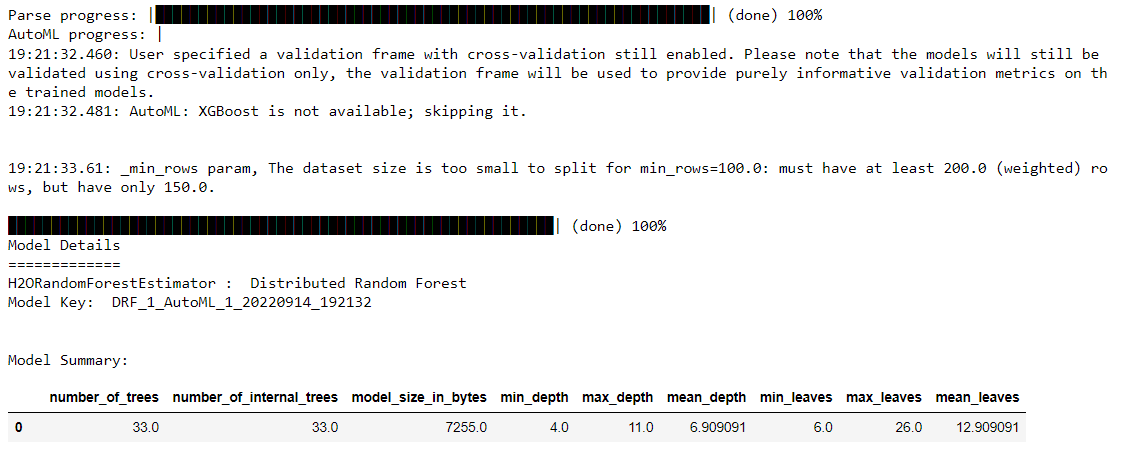 Parse progress: | | (done) 100%
AutoML progress: |
19:21:32.460: User specified a validation frame with cross-validation still enabled. Please note that the models will still be
validated using cross-validation only, the validation frame will be used to provide purely informative validation metrics on th
e trained models.
19:21:32.481: AutoML: XGBoost is not available; skipping it.
19:21:33.61: _min_rows param, The dataset size is too small to split for min_rows=100.0: must have at least 200.0 (weighted) ro
ws, but have only 150.0.
| (done) 100%
Model Details
=============
H2ORandomForestEstimator :  Distributed Random Forest
Model Key:  DRF_1_AutoML_1_20220914_192132
Model Summary:
number_of_trees number_of_internal_trees model_size_in_bytes min_depth max_depth mean_depth min_leaves max_leaves mean_leaves
0 33.0 33.0 7255.0 4.0 11.0 6.909091 6.0 26.0 12.909091